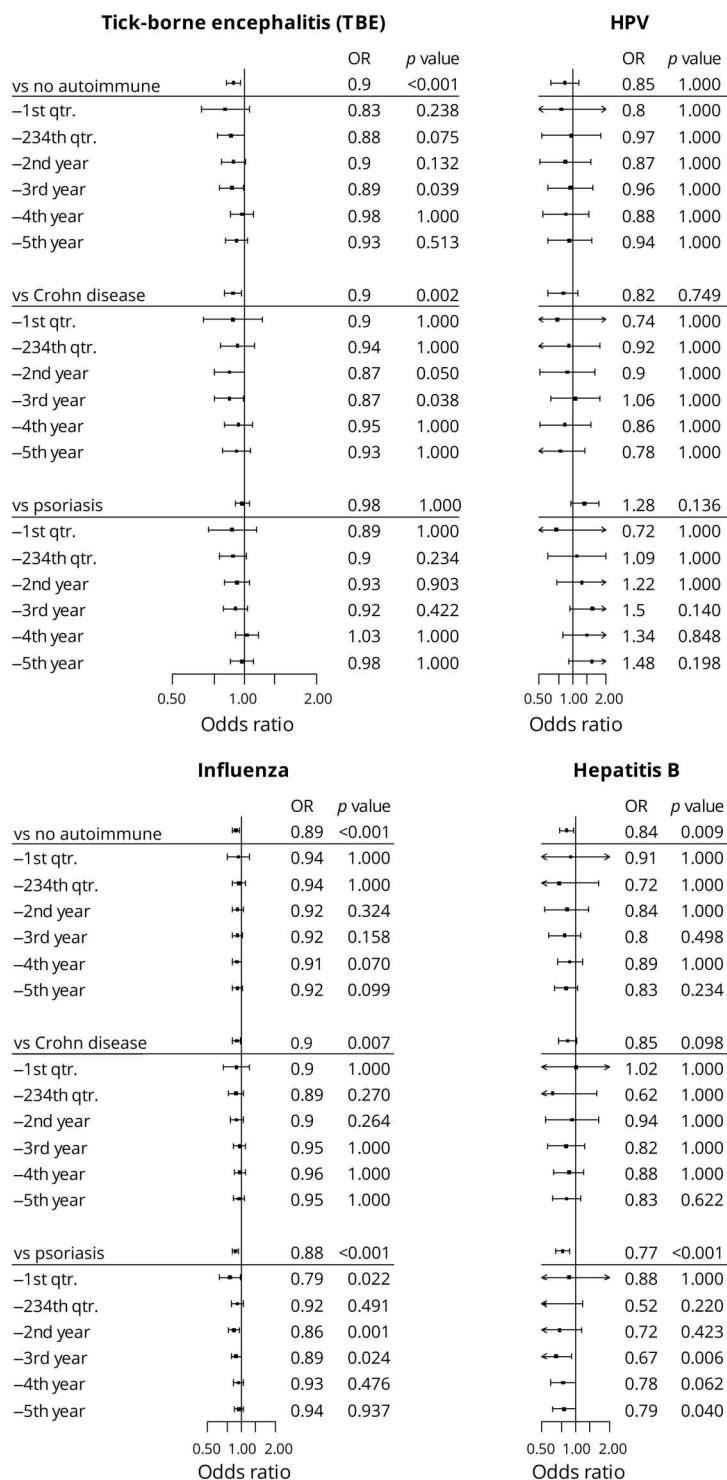 Tick-borne encephalitis (TBE) HPV
OR p value OR p value
vs no autoimmune 0.9 <0.001 0.85 1.000
−1st qtr. 0.83 0.238 0.8 1.000
−234th qtr. 0.88 0.075 0.97 1.000
−2nd year 0.9 0.132 0.87 1.000
−3rd year 0.89 0.039 0.96 1.000
−4th year 0.98 1.000 0.88 1.000
−5th year 0.93 0.513 0.94 1.000
vs Crohn disease 0.9 0.002 0.82 0.749
−1st qtr. 0.9 1.000 0.74 1.000
−234th qtr. 0.94 1.000 0.92 1.000
−2nd year 0.87 0.050 0.9 1.000
−3rd year 0.87 0.038 1.06 1.000
−4th year 0.95 1.000 0.86 1.000
−5th year 0.93 1.000 0.78 1.000
vs psoriasis 0.98 1.000 1.28 0.136
−1st qtr. 0.89 1.000 0.72 1.000
−234th qtr. 0.9 0.234 1.09 1.000
−2nd year 0.93 0.903 1.22 1.000
−3rd year 0.92 0.422 1.5 0.140
−4th year 1.03 1.000 1.34 0.848
−5th year 0.98 1.000 1.48 0.198
0.50 1.00 2.00 0.50 1.00 2.00
Odds ratio Odds ratio
Influenza Hepatitis B
OR p value OR p value
vs no autoimmune 0.89 <0.001 0.84 0.009
−1st qtr. 0.94 1.000 0.91 1.000
−234th qtr. 0.94 1.000 0.72 1.000
−2nd year 0.92 0.324 0.84 1.000
−3rd year 0.92 0.158 0.8 0.498
−4th year 0.91 0.070 0.89 1.000
−5th year 0.92 0.099 0.83 0.234
vs Crohn disease 0.9 0.007 0.85 0.098
−1st qtr. 0.9 1.000 1.02 1.000
−234th qtr. 0.89 0.270 0.62 1.000
−2nd year 0.9 0.264 0.94 1.000
−3rd year 0.95 1.000 0.82 1.000
−4th year 0.96 1.000 0.88 1.000
−5th year 0.95 1.000 0.83 0.622
vs psoriasis 0.88 <0.001 0.77 <0.001
−1st qtr. 0.79 0.022 0.88 1.000
−234th qtr. 0.92 0.491 0.52 0.220
−2nd year 0.86 0.001 0.72 0.423
−3rd year 0.89 0.024 0.67 0.006
−4th year 0.93 0.476 0.78 0.062
−5th year 0.94 0.937 0.79 0.040
0.50 1.00 2.00 0.50 1.00 2.00
Odds ratio Odds ratio